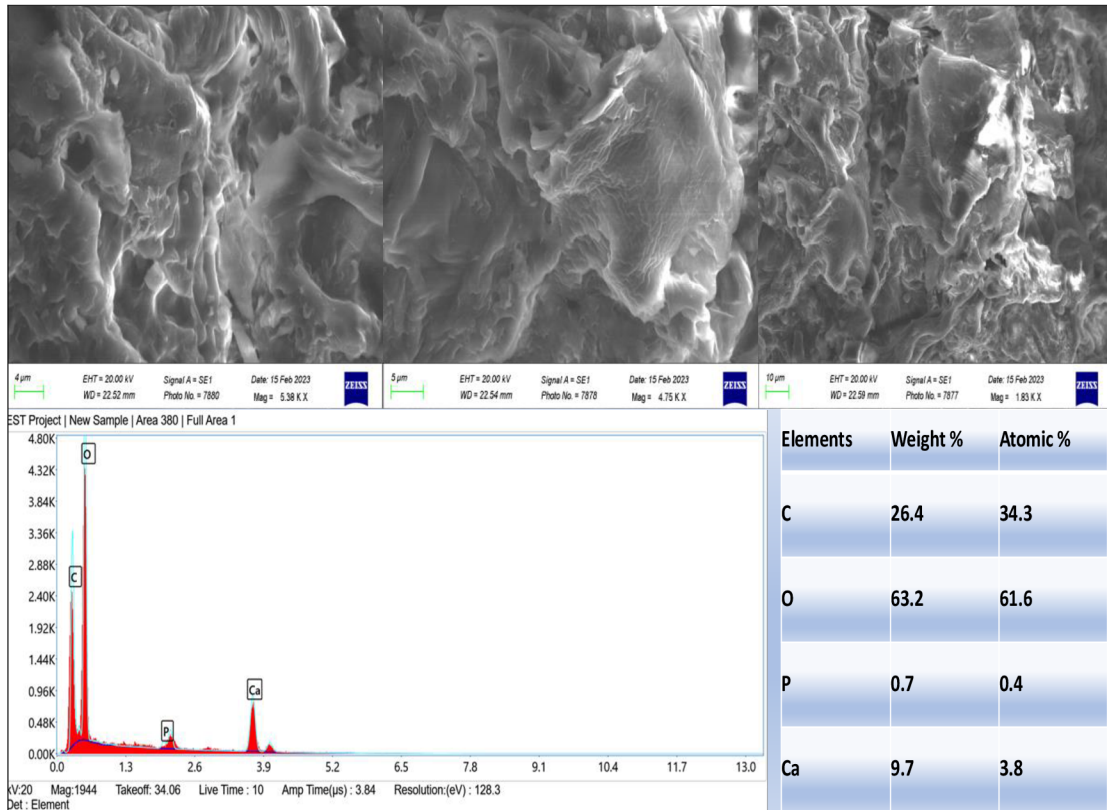 4 µm EHT = 20.00 kV Signal A = SE1 Date: 15 Feb 2023 ZEISS
WD = 22.52 mm Photo No. = 7880 Mag = 5.38 K X
5 µm EHT = 20.00 kV Signal A = SE1 Date: 15 Feb 2023 ZEISS
WD = 22.54 mm Photo No. = 7878 Mag = 4.75 K X
10 µm EHT = 20.00 kV Signal A = SE1 Date: 15 Feb 2023 ZEISS
WD = 22.59 mm Photo No. = 7877 Mag = 1.83 K X
EST Project | New Sample | Area 380 | Full Area 1
4.80K
4.32K
3.84K
3.36K
2.88K
2.40K
1.92K
1.44K
0.96K
0.48K
0.00K
O
C
P
Ca
0.0 1.3 2.6 3.9 5.2 6.5 7.8 9.1 10.4 11.7 13.0
kV:20 Mag:1944 Takeoff: 34.06 Live Time : 10 Amp Time(µs) : 3.84 Resolution:(eV) : 128.3
Det : Element
Elements Weight % Atomic %
C 26.4 34.3
O 63.2 61.6
P 0.7 0.4
Ca 9.7 3.8